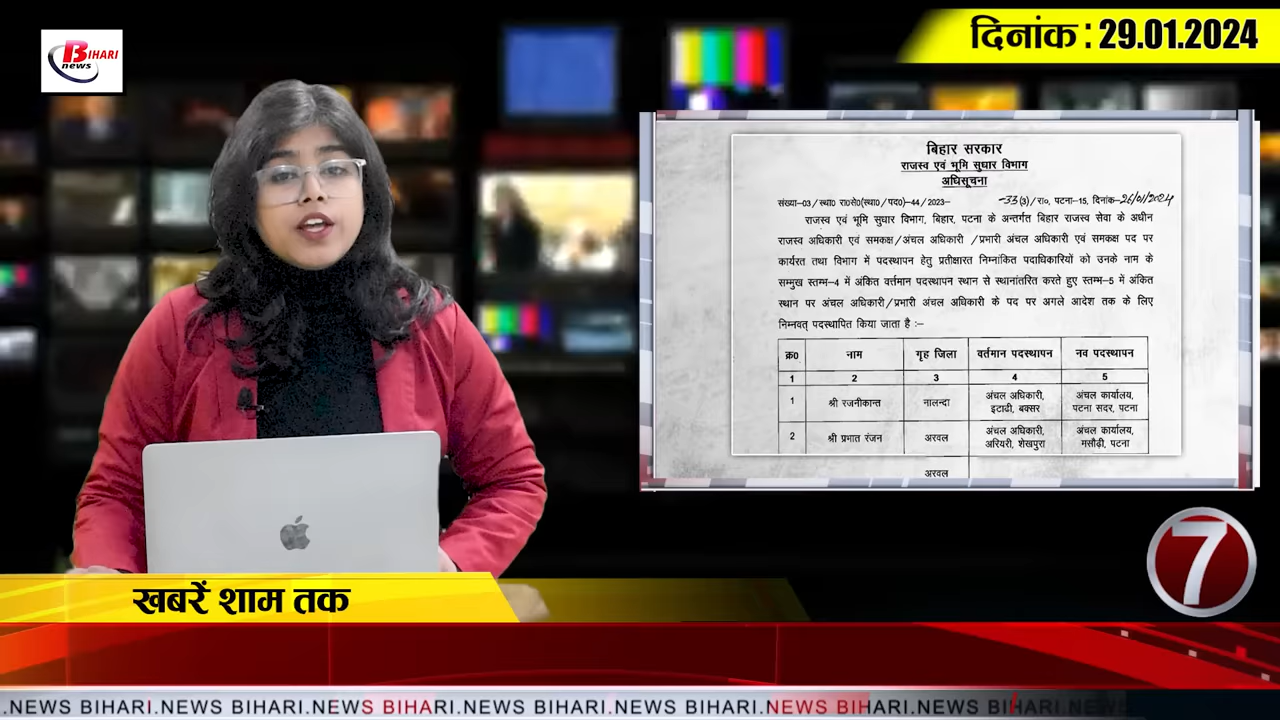 BIHARI
news
दिनांक : 29.01.2024
बिहार सरकार
राजस्व एवं भूमि सुधार विभाग
अधिसूचना
संख्या–03/स्था0 रा0से0(स्था0/पदा0)–44/2023– -33(3)/रा0, पटना–15, दिनांक–26/01/2024
राजस्व एवं भूमि सुधार विभाग, बिहार, पटना के अन्तर्गत बिहार राजस्व सेवा के अधीन
राजस्व अधिकारी एवं समकक्ष/अंचल अधिकारी /प्रभारी अंचल अधिकारी एवं समकक्ष पद पर
कार्यरत तथा विभाग में पदस्थापन हेतु प्रतीक्षारत निम्नांकित पदाधिकारियों को उनके नाम के
सम्मुख स्तम्भ–4 में अंकित वर्तमान पदस्थापन स्थान से स्थानांतरित करते हुए स्तम्भ–5 में अंकित
स्थान पर अंचल अधिकारी/प्रभारी अंचल अधिकारी के पद पर अगले आदेश तक के लिए
निम्नवत् पदस्थापित किया जाता है :–
क्र0 नाम गृह जिला वर्तमान पदस्थापन नव पदस्थापन
1 2 3 4 5
1 श्री रजनीकान्त नालन्दा अंचल अधिकारी, अंचल कार्यालय,
इटाढी, बक्सर पटना सदर, पटना
2 श्री प्रभात रंजन अरवल अंचल अधिकारी, अंचल कार्यालय,
अरियरी, शेखपुरा मसौढ़ी, पटना
अरवल
7
खबरें शाम तक
.NEWS BIHARI.NEWS BIHARI.NEWS BIHARI.NEWS BIHARI.NEWS BIHARI.NEWS BIHARI.NEWS BIHARI.NEWS